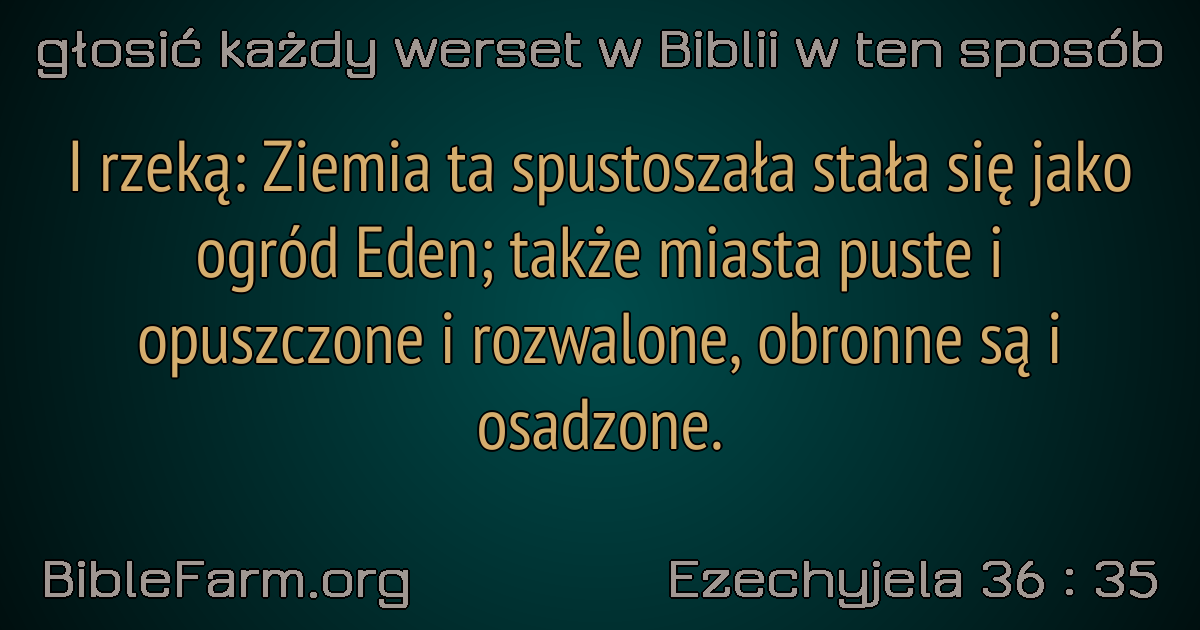 głosić każdy werset w Biblii w ten sposób
I rzeką: Ziemia ta spustoszała stała się jako
ogród Eden; także miasta puste i
opuszczone i rozwalone, obronne są i
osadzone.
BibleFarm.org
Ezechyjela 36 : 35